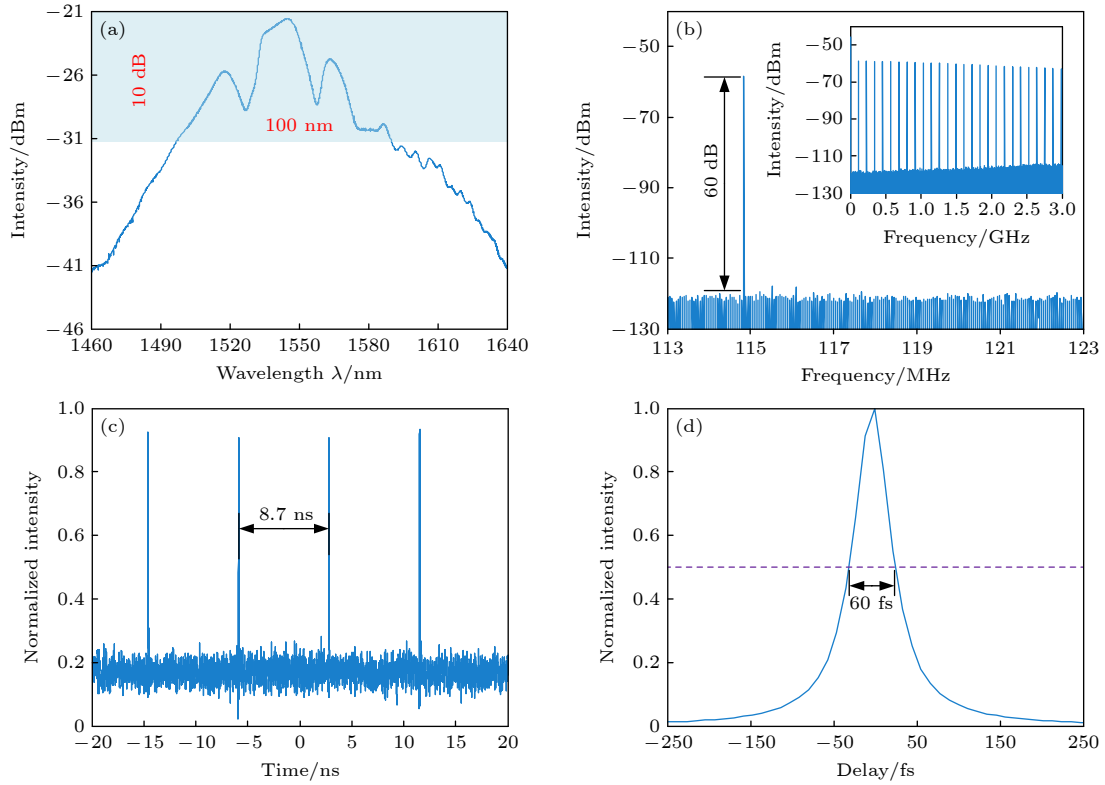 (a)
−21
−26
−31
−36
−41
−46
Intensity/dBm
10 dB
100 nm
1460 1490 1520 1550 1580 1610 1640
Wavelength λ/nm
(b)
−50
−70
−90
−110
−130
Intensity/dBm
60 dB
113 115 117 119 121 123
Frequency/MHz
−50
−70
−90
−110
−130
Intensity/dBm
0 0.5 1.0 1.5 2.0 2.5 3.0
Frequency/GHz
(c)
1.0
0.8
0.6
0.4
0.2
0
Normalized intensity
8.7 ns
−20 −15 −10 −5 0 5 10 15 20
Time/ns
(d)
1.0
0.8
0.6
0.4
0.2
0
Normalized intensity
60 fs
−250 −150 −50 50 150 250
Delay/fs